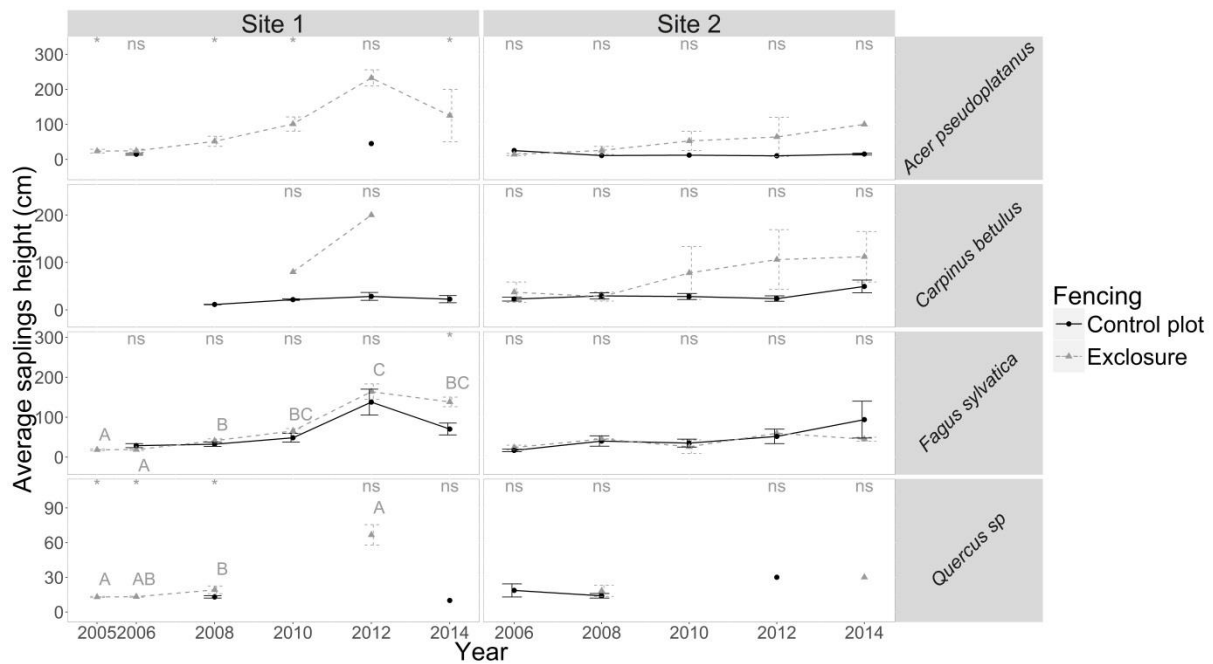 Site 1
Site 2
* ns * * ns *
ns ns ns ns ns
300
200
100
0
Acer pseudoplatanus
ns ns
ns ns ns ns ns
200
100
0
Carpinus betulus
ns ns ns ns *
ns ns ns ns ns
300
200
100
0
A A B BC C BC
Fagus sylvatica
* * * ns ns
ns ns ns ns
90
60
30
0
A AB B A
Quercus sp
2005 2006 2008 2010 2012 2014
2006 2008 2010 2012 2014
Year
Average saplings height (cm)
Fencing
Control plot
Exclosure